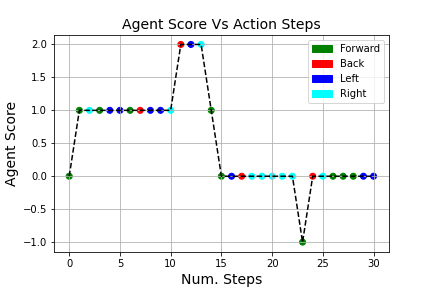 Agent Score Vs Action Steps
Forward
Back
Left
Right
Agent Score
2.0
1.5
1.0
0.5
0.0
−0.5
−1.0
0 5 10 15 20 25 30
Num. Steps